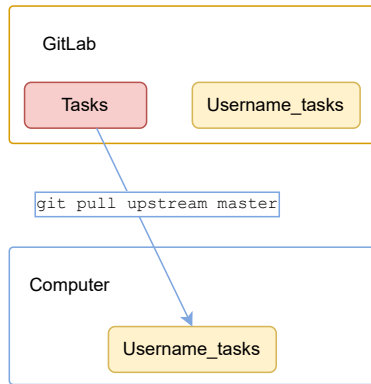 GitLab
Tasks
Username_tasks
git pull upstream master
Computer
Username_tasks